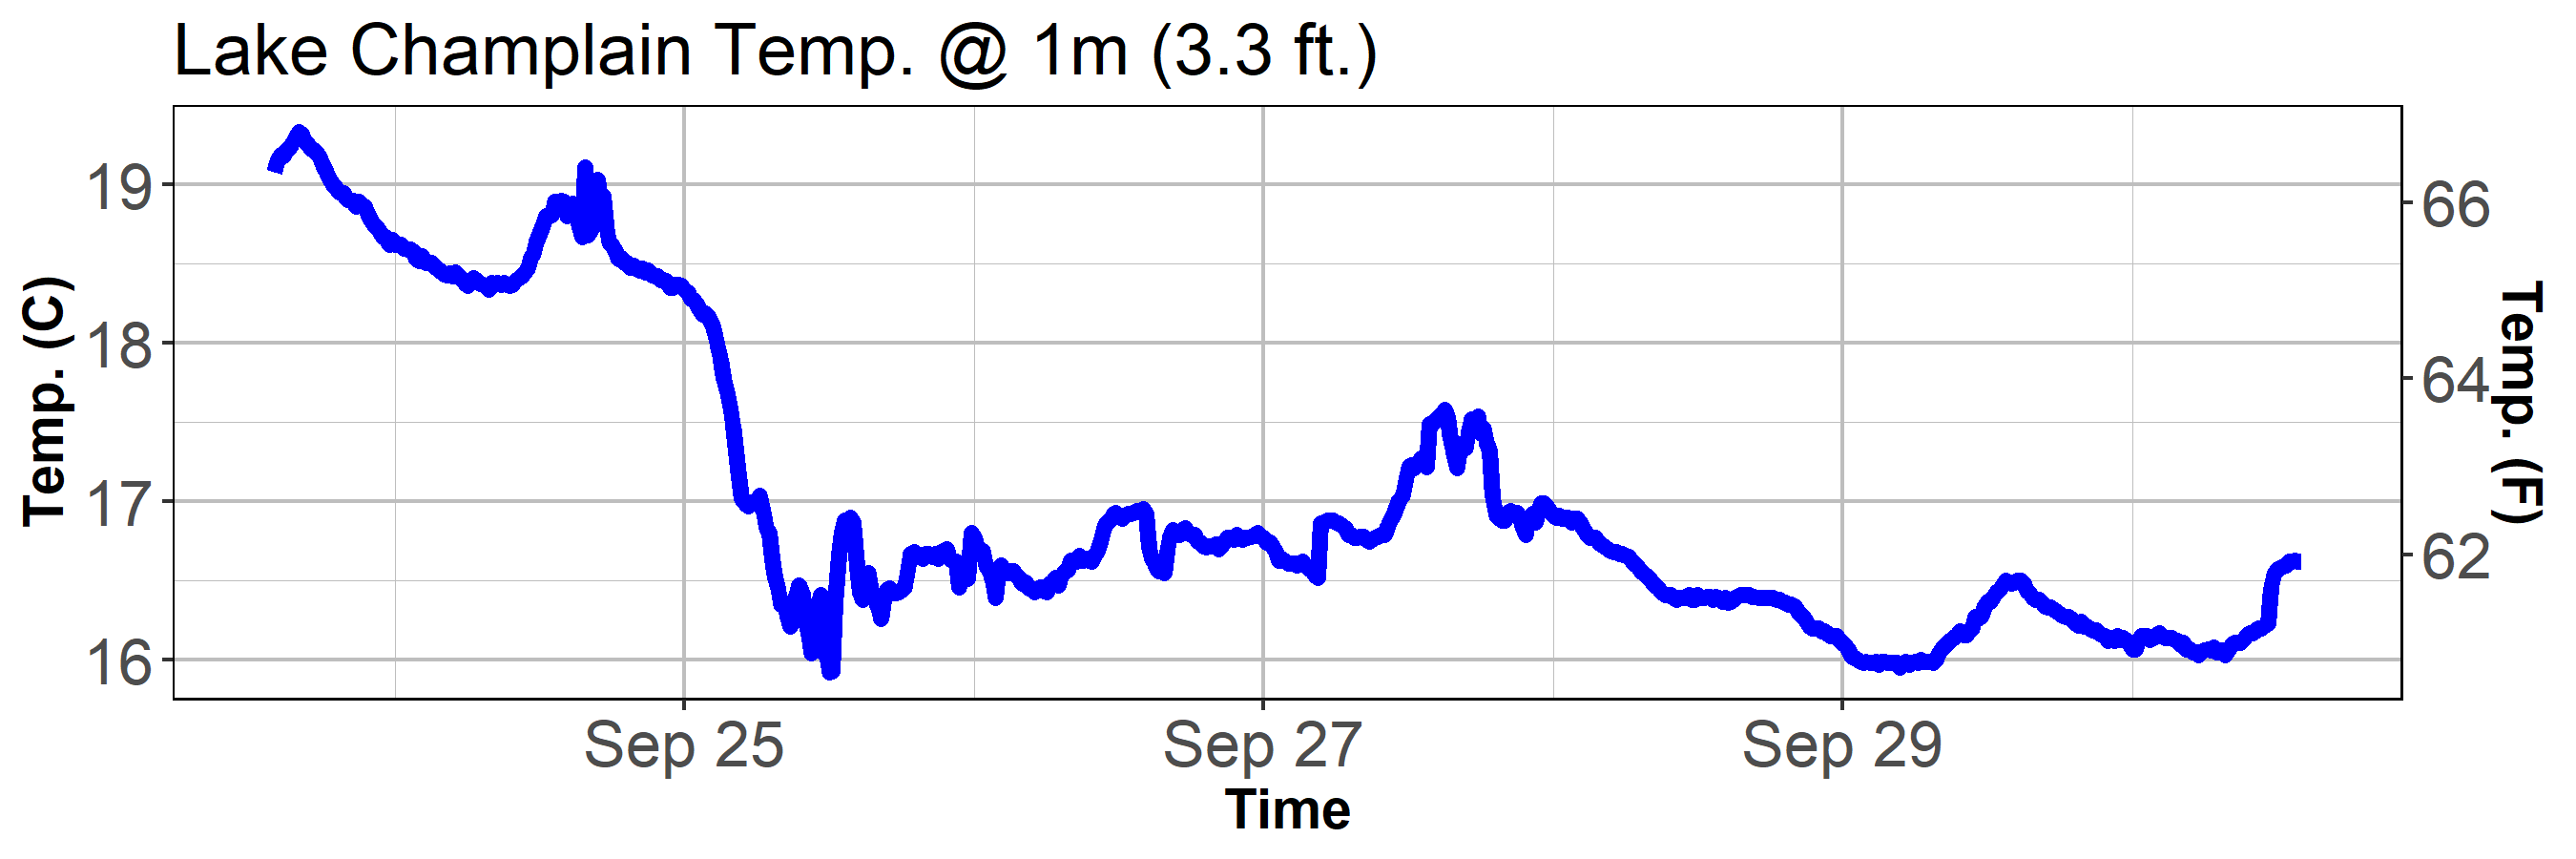 Lake Champlain Temp. @ 1m (3.3 ft.)
Temp. (C)
19
18
17
16
66
64
62
Temp. (F)
Sep 25
Sep 27
Sep 29
Time